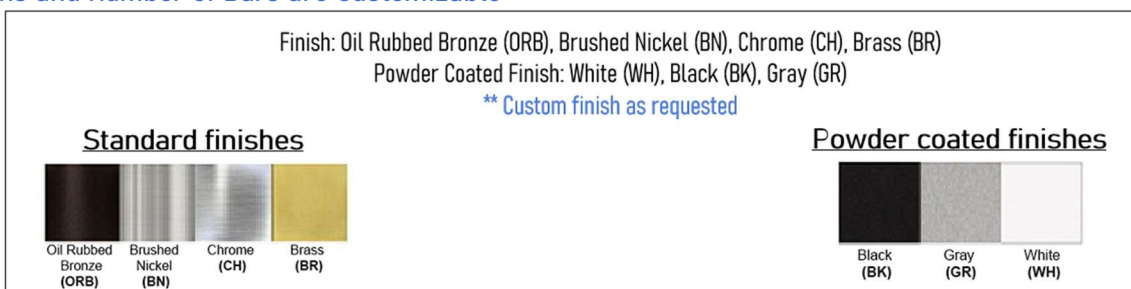 Finish: Oil Rubbed Bronze (ORB), Brushed Nickel (BN), Chrome (CH), Brass (BR)
Powder Coated Finish: White (WH), Black (BK), Gray (GR)
** Custom finish as requested
Standard finishes
Oil Rubbed
Bronze
(ORB)
Brushed
Nickel
(BN)
Chrome
(CH)
Brass
(BR)
Powder coated finishes
Black
(BK)
Gray
(GR)
White
(WH)